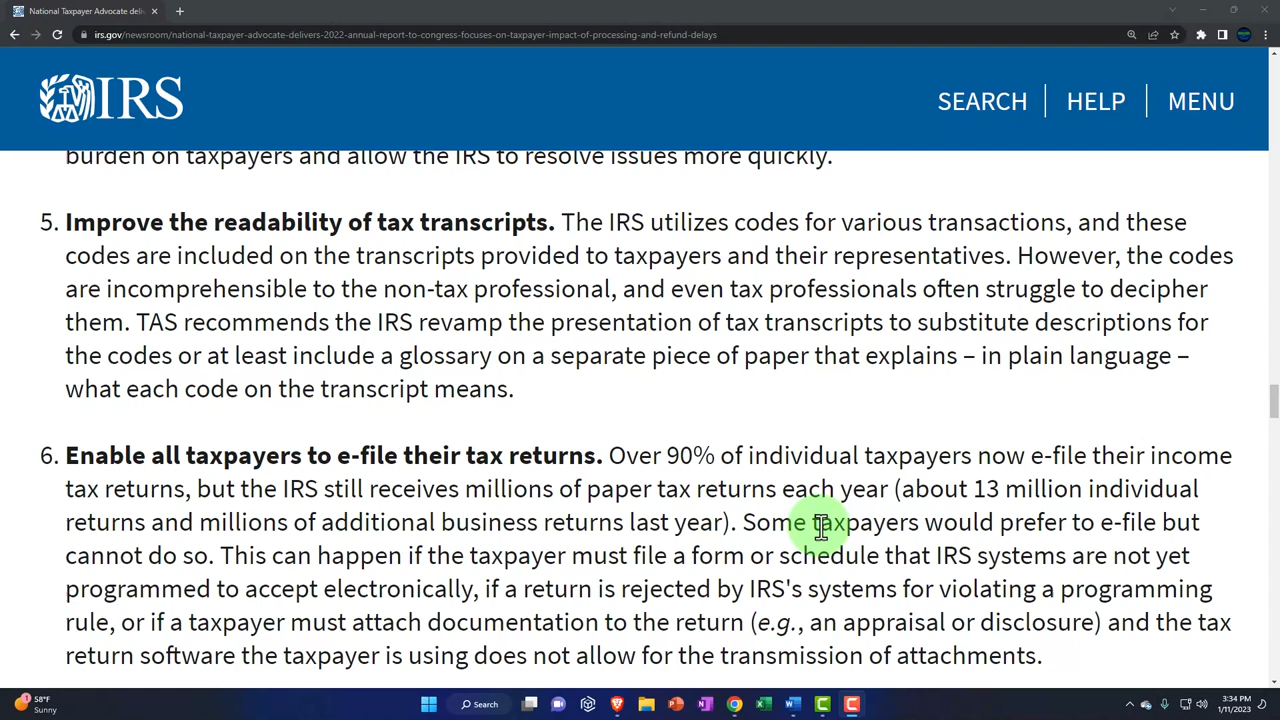 National Taxpayer Advocate deli
irs.gov/newsroom/national-taxpayer-advocate-delivers-2022-annual-report-to-congress-focuses-on-taxpayer-impact-of-processing-and-refund-delays
IRS
SEARCH
HELP
MENU
burden on taxpayers and allow the IRS to resolve issues more quickly.
5. Improve the readability of tax transcripts. The IRS utilizes codes for various transactions, and these
codes are included on the transcripts provided to taxpayers and their representatives. However, the codes
are incomprehensible to the non-tax professional, and even tax professionals often struggle to decipher
them. TAS recommends the IRS revamp the presentation of tax transcripts to substitute descriptions for
the codes or at least include a glossary on a separate piece of paper that explains – in plain language –
what each code on the transcript means.
6. Enable all taxpayers to e-file their tax returns. Over 90% of individual taxpayers now e-file their income
tax returns, but the IRS still receives millions of paper tax returns each year (about 13 million individual
returns and millions of additional business returns last year). Some taxpayers would prefer to e-file but
cannot do so. This can happen if the taxpayer must file a form or schedule that IRS systems are not yet
programmed to accept electronically, if a return is rejected by IRS's systems for violating a programming
rule, or if a taxpayer must attach documentation to the return (e.g., an appraisal or disclosure) and the tax
return software the taxpayer is using does not allow for the transmission of attachments.
58°F
Sunny
Search
3:34 PM
1/11/2023